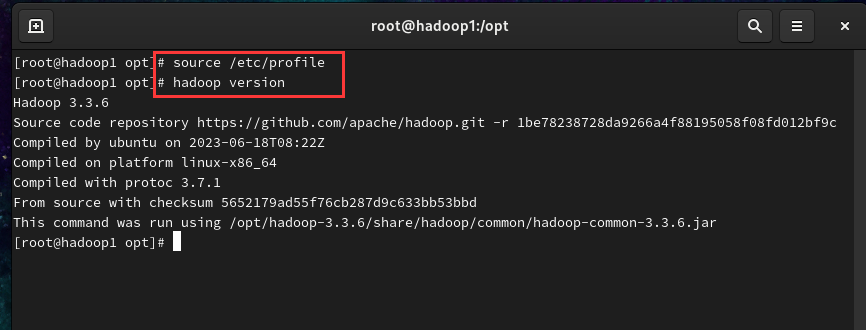 root@hadoop1:/opt
[root@hadoop1 opt]# source /etc/profile
[root@hadoop1 opt]# hadoop version
Hadoop 3.3.6
Source code repository https://github.com/apache/hadoop.git -r 1be78238728da9266a4f88195058f08fd012bf9c
Compiled by ubuntu on 2023-06-18T08:22Z
Compiled on platform linux-x86_64
Compiled with protoc 3.7.1
From source with checksum 5652179ad55f76cb287d9c633bb53bbd
This command was run using /opt/hadoop-3.3.6/share/hadoop/common/hadoop-common-3.3.6.jar
[root@hadoop1 opt]#